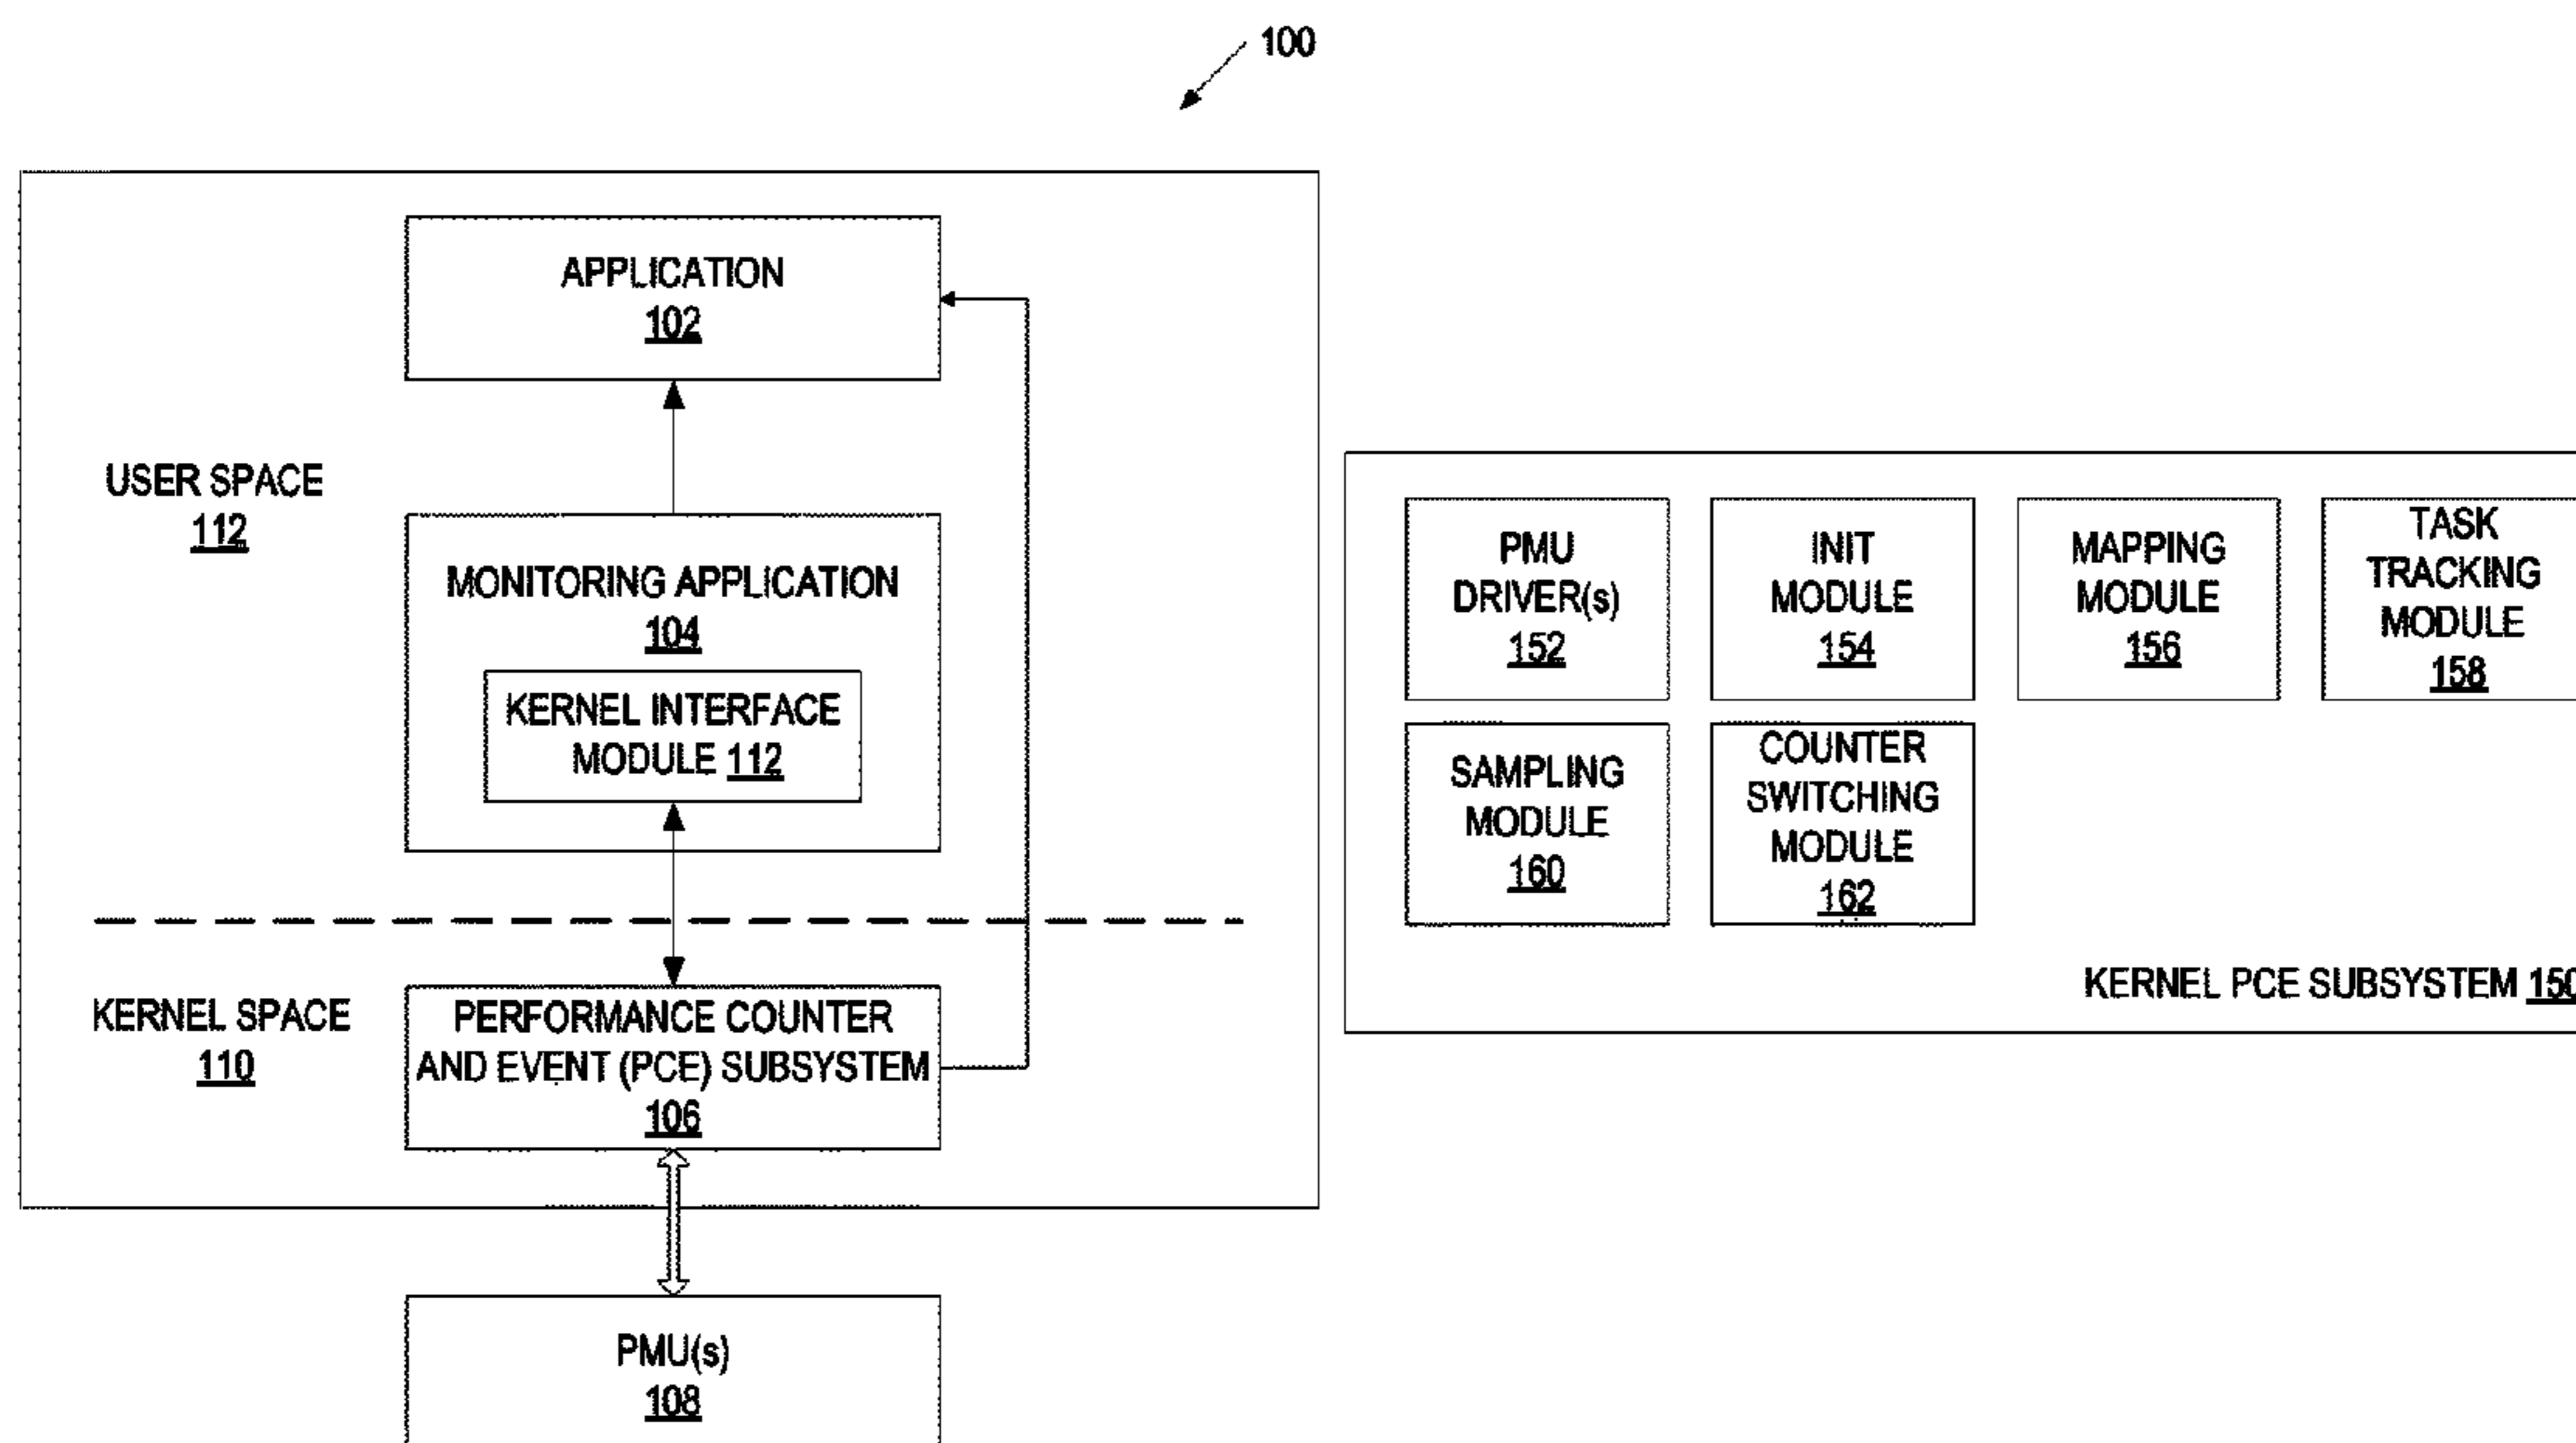 100
APPLICATION
102
USER SPACE
112
MONITORING APPLICATION
104
KERNEL INTERFACE
MODULE 112
KERNEL SPACE
110
PERFORMANCE COUNTER
AND EVENT (PCE) SUBSYSTEM
106
PMU(s)
108
PMU
DRIVER(s)
152
INIT
MODULE
154
MAPPING
MODULE
156
TASK
TRACKING
MODULE
158
SAMPLING
MODULE
160
COUNTER
SWITCHING
MODULE
162
KERNEL PCE SUBSYSTEM 150